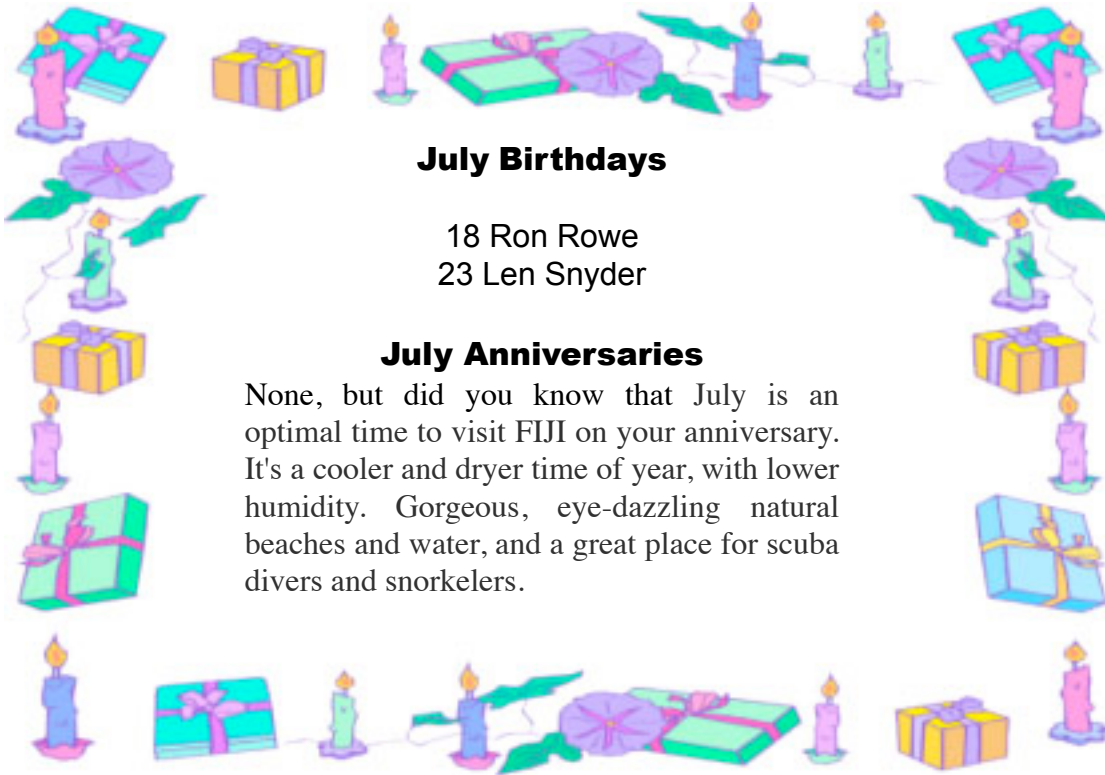 July Birthdays
18 Ron Rowe
23 Len Snyder
July Anniversaries
None, but did you know that July is an
optimal time to visit FIJI on your anniversary.
It's a cooler and dryer time of year, with lower
humidity. Gorgeous, eye-dazzling natural
beaches and water, and a great place for scuba
divers and snorkelers.